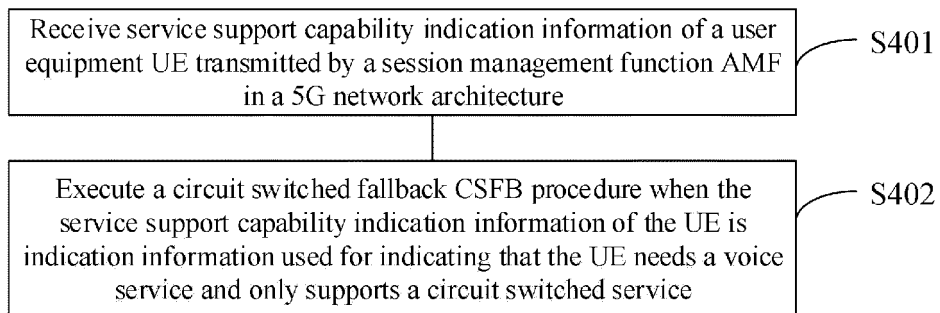 Receive service support capability indication information of a user
equipment UE transmitted by a session management function AMF
in a 5G network architecture
S401
Execute a circuit switched fallback CSFB procedure when the
service support capability indication information of the UE is
indication information used for indicating that the UE needs a voice
service and only supports a circuit switched service
S402